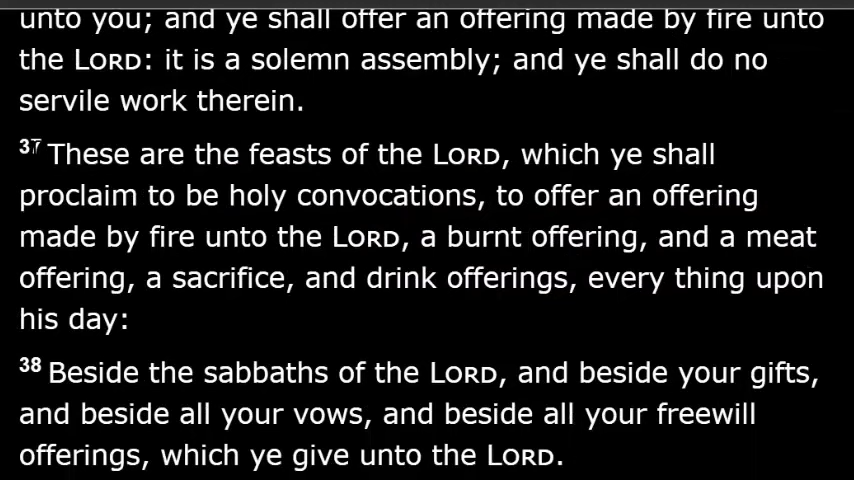 unto you; and ye shall offer an offering made by fire unto
the LORD: it is a solemn assembly; and ye shall do no
servile work therein.
37 These are the feasts of the LORD, which ye shall
proclaim to be holy convocations, to offer an offering
made by fire unto the LORD, a burnt offering, and a meat
offering, a sacrifice, and drink offerings, every thing upon
his day:
38 Beside the sabbaths of the LORD, and beside your gifts,
and beside all your vows, and beside all your freewill
offerings, which ye give unto the LORD.